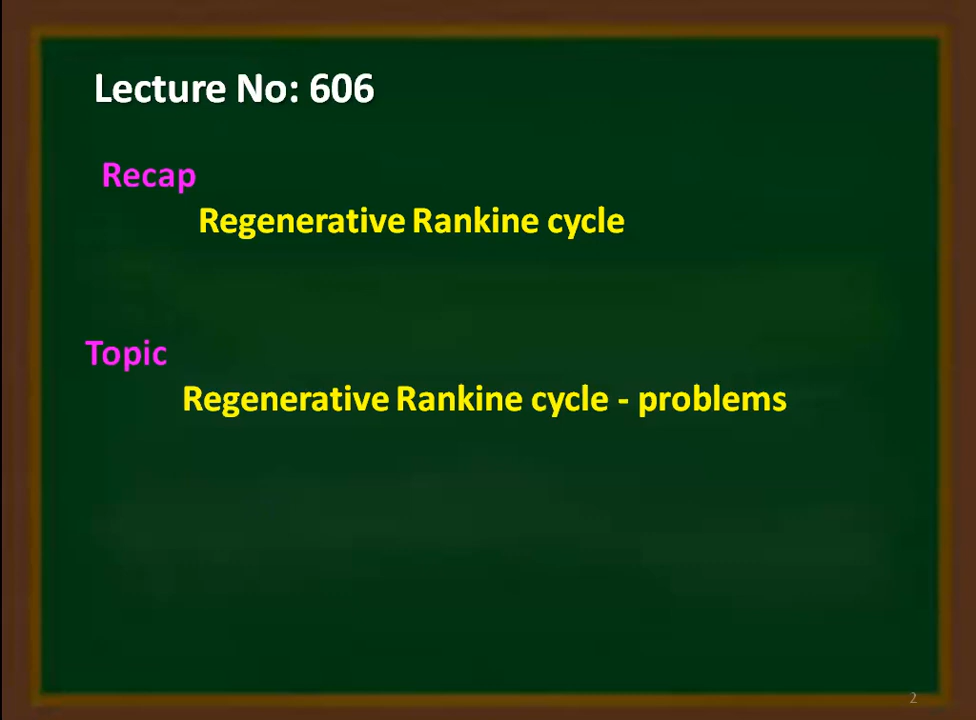 Lecture No: 606
Recap
Regenerative Rankine cycle
Topic
Regenerative Rankine cycle - problems
2